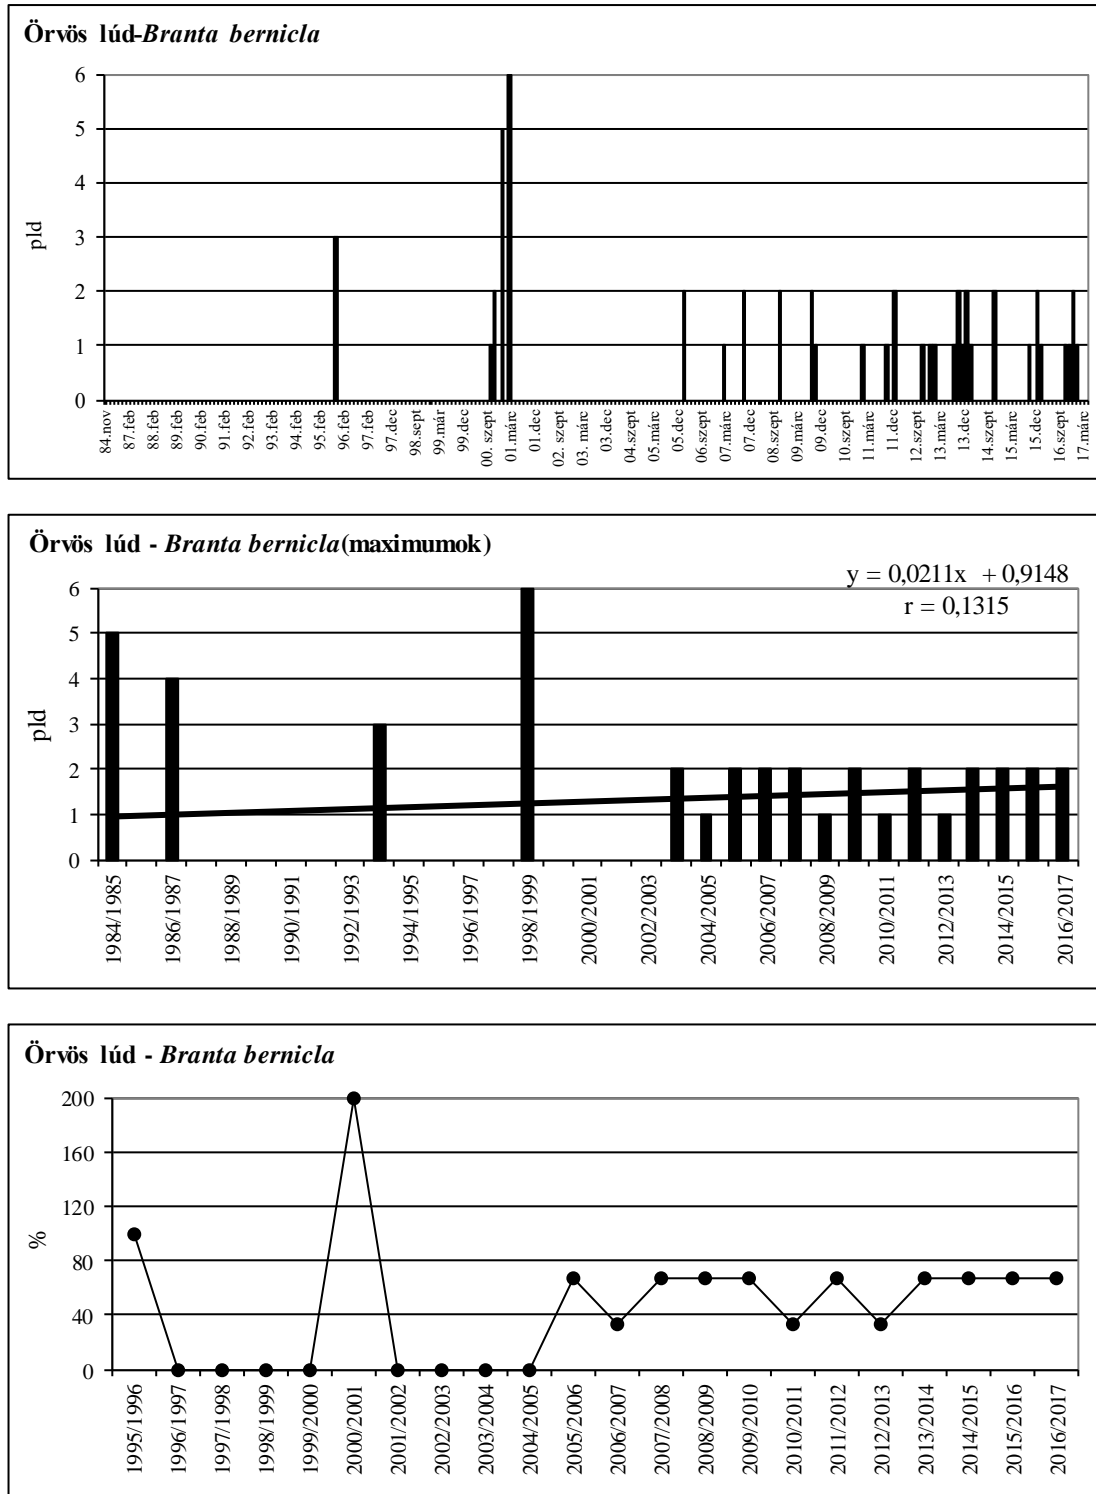 Örvös lúd-Branta bernicla
6
5
4
3
2
1
0
pld
84.nov
87.feb
88.feb
89.feb
90.feb
91.feb
92.feb
93.feb
94.feb
95.feb
96.feb
97.feb
97.dec
98.sept
99.már
99.dec
00. szept
01.márc
01.dec
02. szept
03. márc
03.dec
04.szept
05.márc
05.dec
06.szept
07.márc
07.dec
08.szept
09.márc
09.dec
10.szept
11.márc
11.dec
12.szept
13.márc
13.dec
14.szept
15.márc
15.dec
16.szept
17.márc
Örvös lúd - Branta bernicla(maximumok)
y = 0,0211x + 0,9148
r = 0,1315
6
5
4
3
2
1
0
pld
1984/1985
1986/1987
1988/1989
1990/1991
1992/1993
1994/1995
1996/1997
1998/1999
2000/2001
2002/2003
2004/2005
2006/2007
2008/2009
2010/2011
2012/2013
2014/2015
2016/2017
Örvös lúd - Branta bernicla
200
160
120
80
40
0
%
1995/1996
1996/1997
1997/1998
1998/1999
1999/2000
2000/2001
2001/2002
2002/2003
2003/2004
2004/2005
2005/2006
2006/2007
2007/2008
2008/2009
2009/2010
2010/2011
2011/2012
2012/2013
2013/2014
2014/2015
2015/2016
2016/2017